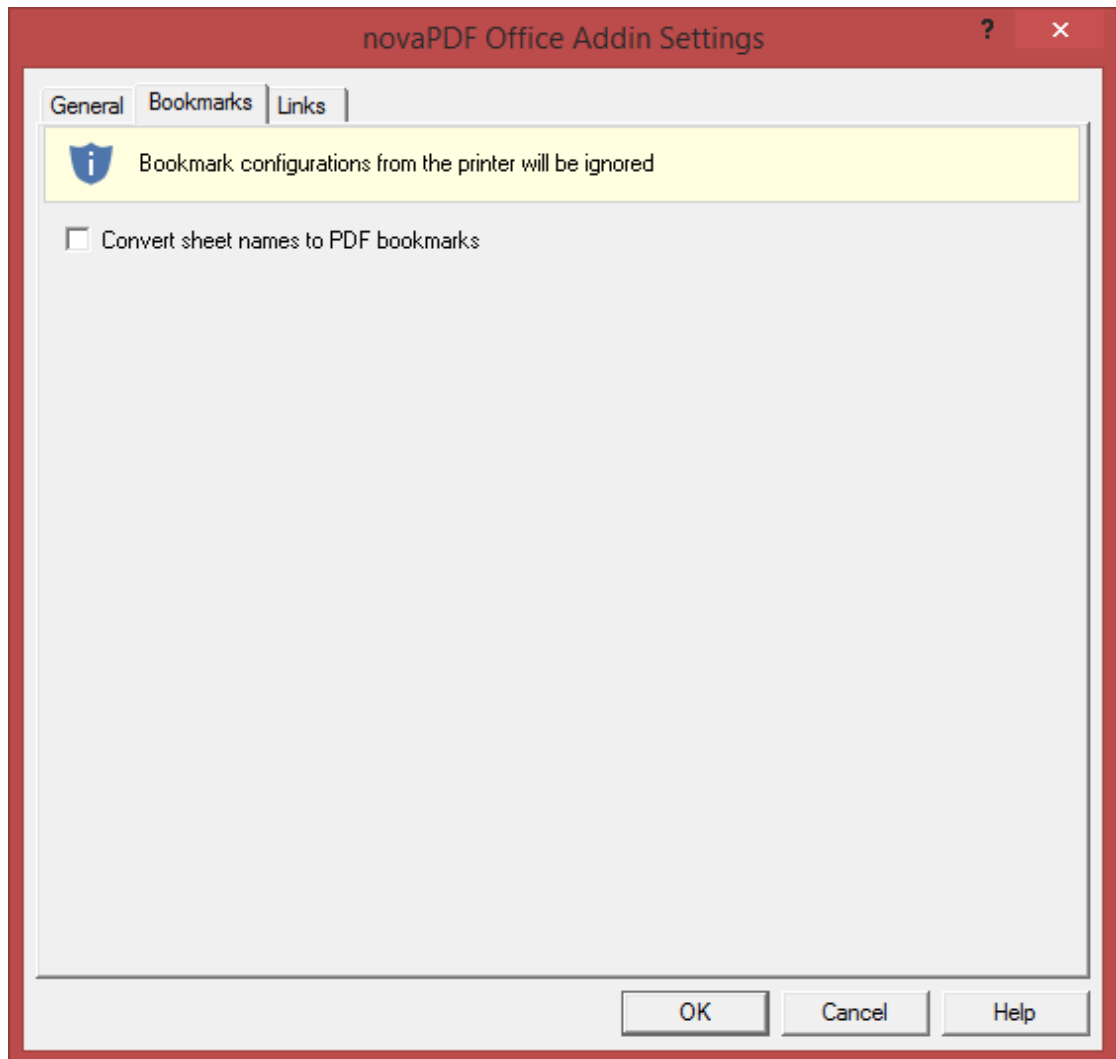 novaPDF Office Addin Settings ? ×
General Bookmarks Links
i Bookmark configurations from the printer will be ignored
Convert sheet names to PDF bookmarks
OK Cancel Help